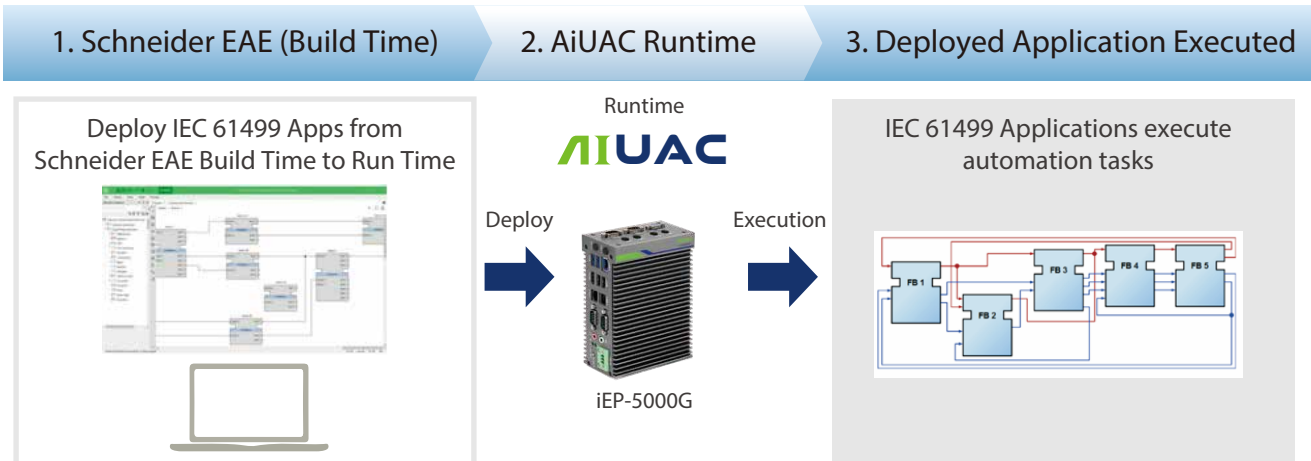 1. Schneider EAE (Build Time)
2. AiUAC Runtime
3. Deployed Application Executed
Deploy IEC 61499 Apps from
Schneider EAE Build Time to Run Time
Runtime
AIUAC
Deploy
Execution
iEP-5000G
IEC 61499 Applications execute
automation tasks
FB 1
FB 2
FB 3
FB 4
FB 5